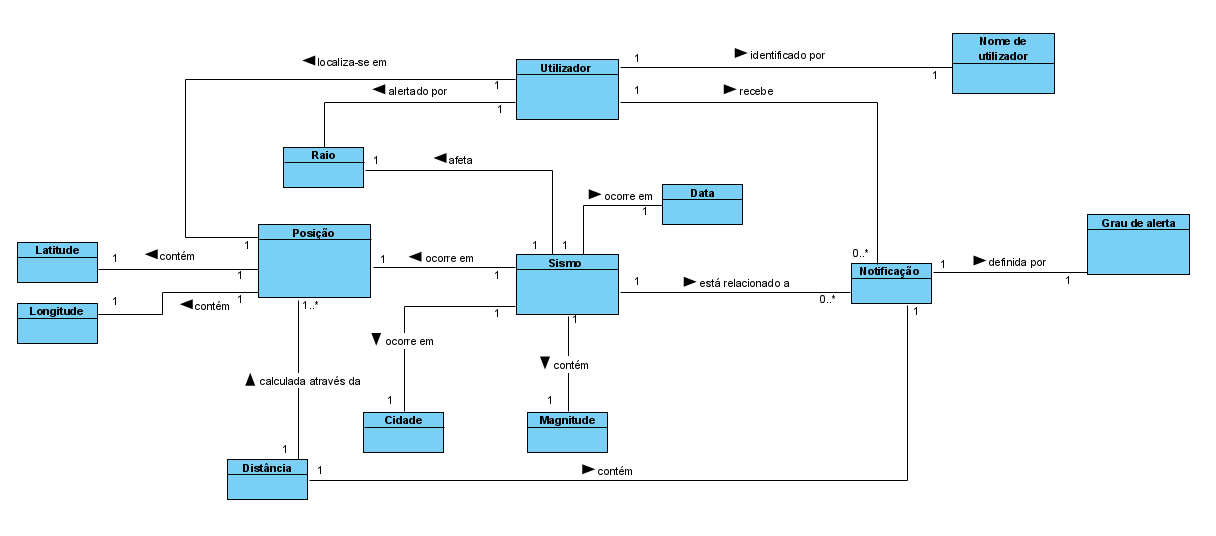 Nome de
utilizador
1
identificado por
1
localiza-se em
1
Utilizador
alertado por
1
1
recebe
Raio
1
afeta
ocorre em
1
Data
Posição
1
Latitude
1
contém
1
ocorre em
1
1
1
1
Sismo
1
está relacionado a
0..*
0..*
Notificação
1
definida por
1
Grau de alerta
Longitude
1
contém
1
1..*
1
ocorre em
1
Cidade
1
contém
1
Magnitude
calculada através da
1
Distância
1
contém
1